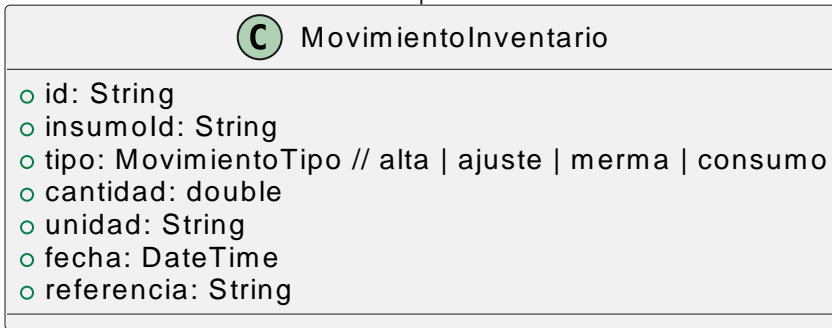 C MovimientoInventario
id: String
insumoId: String
tipo: MovimientoTipo // alta | ajuste | merma | consumo
cantidad: double
unidad: String
fecha: DateTime
referencia: String